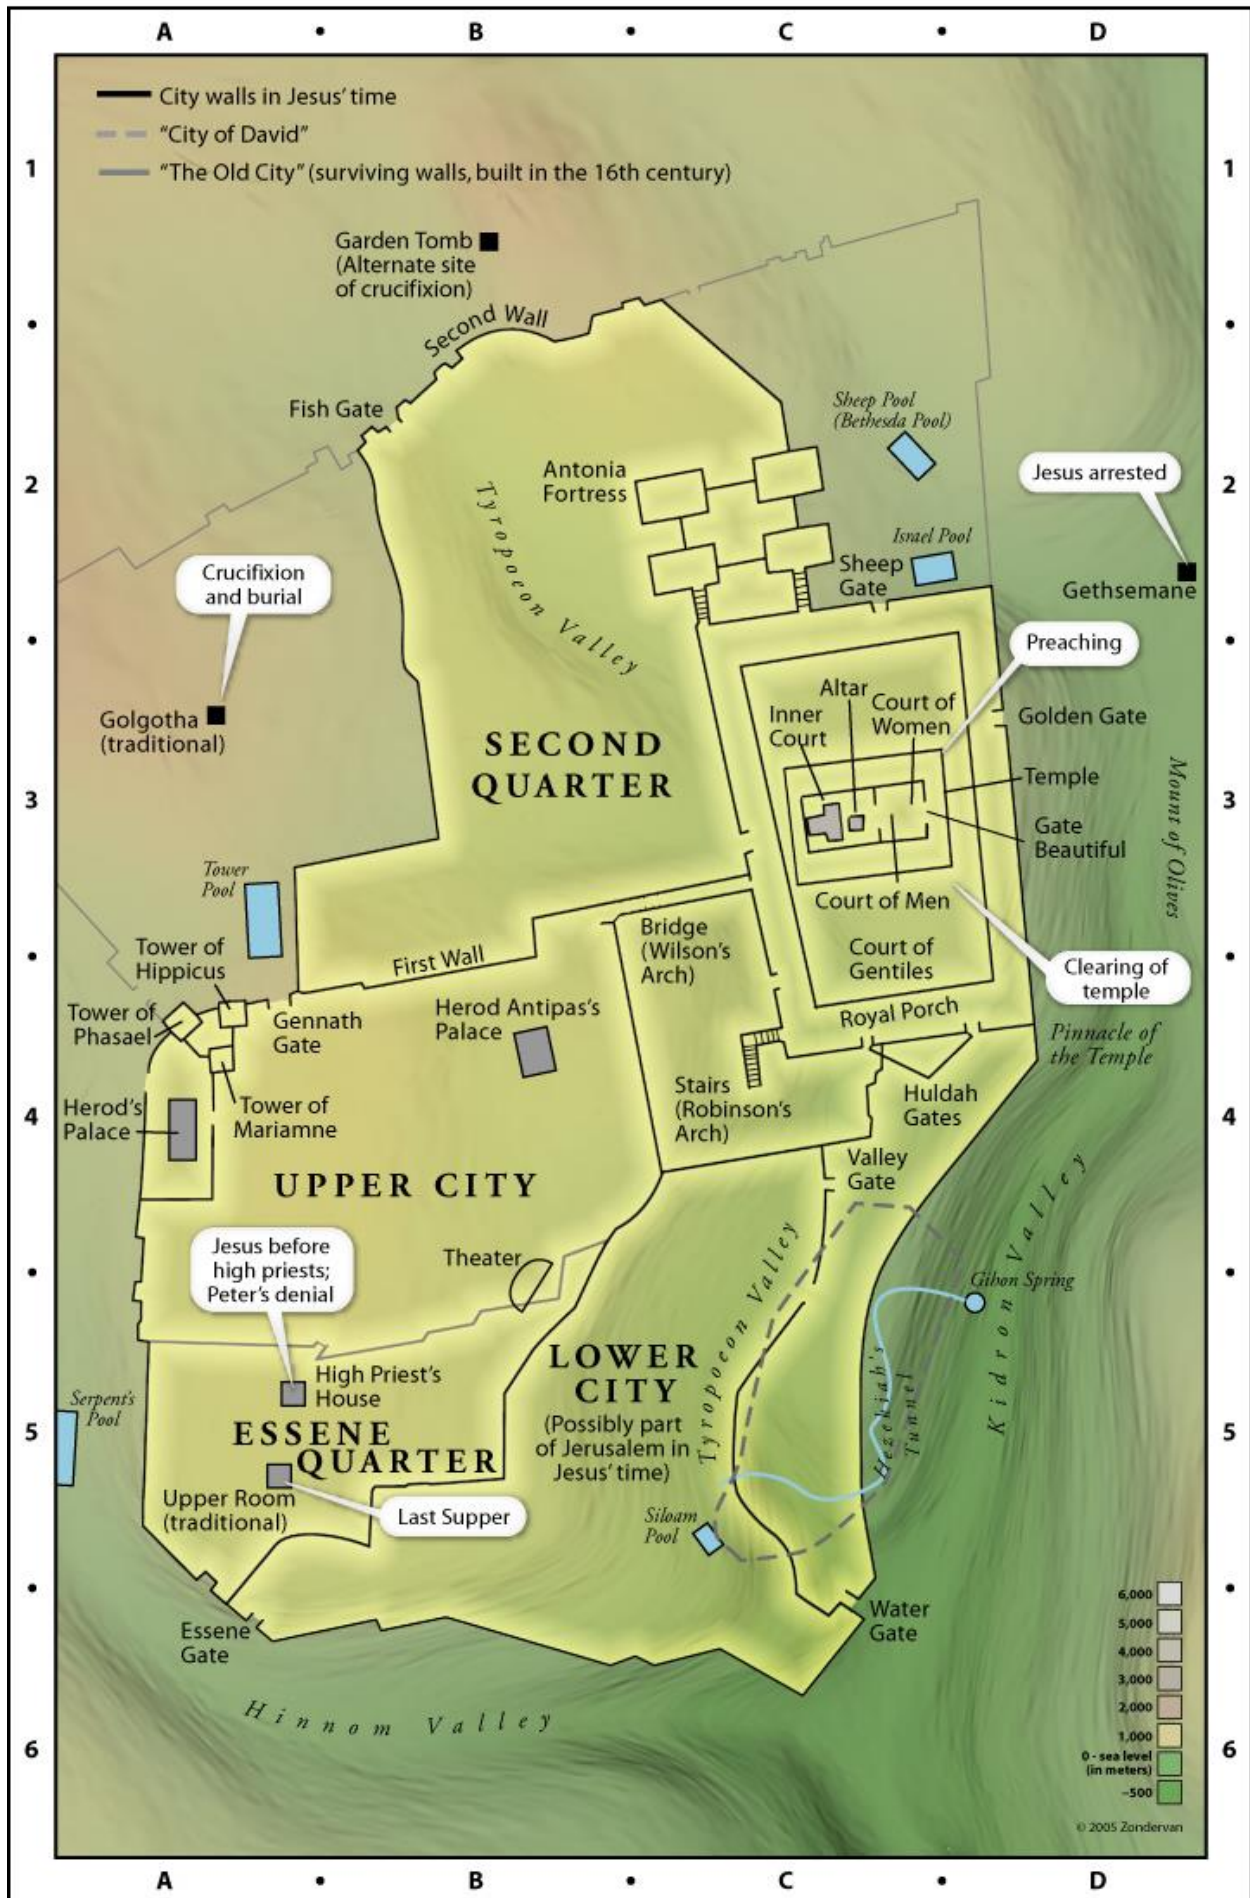 A • B • C • D
City walls in Jesus' time
"City of David"
"The Old City" (surviving walls, built in the 16th century)
1
1
Garden Tomb
(Alternate site
of crucifixion)
•
•
Second Wall
Fish Gate
Sheep Pool
(Bethesda Pool)
Antonia
Fortress
Jesus arrested
2
2
Tyropoeon Valley
Israel Pool
Sheep
Gate
Crucifixion
and burial
Gethsemane
•
•
Preaching
Altar
Court of
Women
Inner
Court
Golgotha
(traditional)
Golden Gate
SECOND
QUARTER
Temple
3
3
Mount of Olives
Gate
Beautiful
Tower
Pool
Court of Men
Bridge
(Wilson's
Arch)
Tower of
Hippicus
First Wall
Court of
Gentiles
•
•
Clearing of
temple
Tower of
Phasael
Gennath
Gate
Herod Antipas's
Palace
Royal Porch
Pinnacle of
the Temple
Stairs
(Robinson's
Arch)
Huldah
Gates
Herod's
Palace
Tower of
Mariamne
4
4
Valley
Gate
UPPER CITY
Jesus before
high priests;
Peter's denial
Theater
Tyropoeon Valley
Kidron Valley
Gihon Spring
•
•
LOWER
CITY
(Possibly part
of Jerusalem in
Jesus' time)
Hezekiah's
Tunnel
High Priest's
House
Serpent's
Pool
ESSENE
QUARTER
5
5
Upper Room
(traditional)
Last Supper
Siloam
Pool
•
•
Water
Gate
Essene
Gate
Hinnom Valley
6,000
5,000
4,000
3,000
2,000
1,000
0 - sea level
(in meters)
–500
6
6
© 2005 Zondervan
A • B • C • D